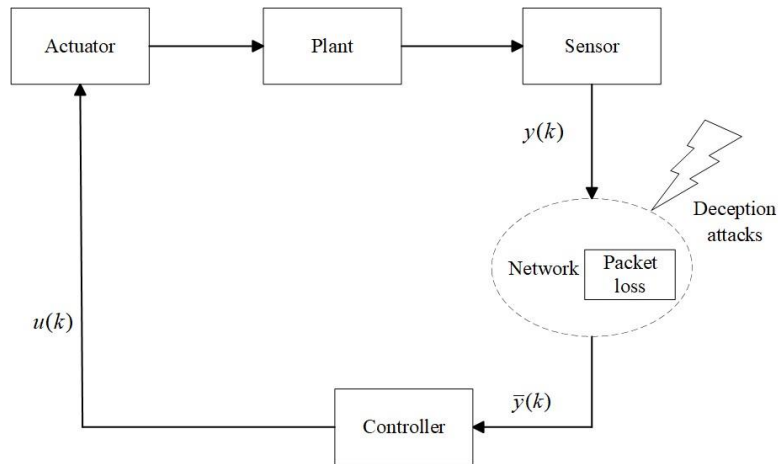 Actuator
Plant
Sensor
y(k)
Deception
attacks
Network
Packet
loss
u(k)
ȳ(k)
Controller